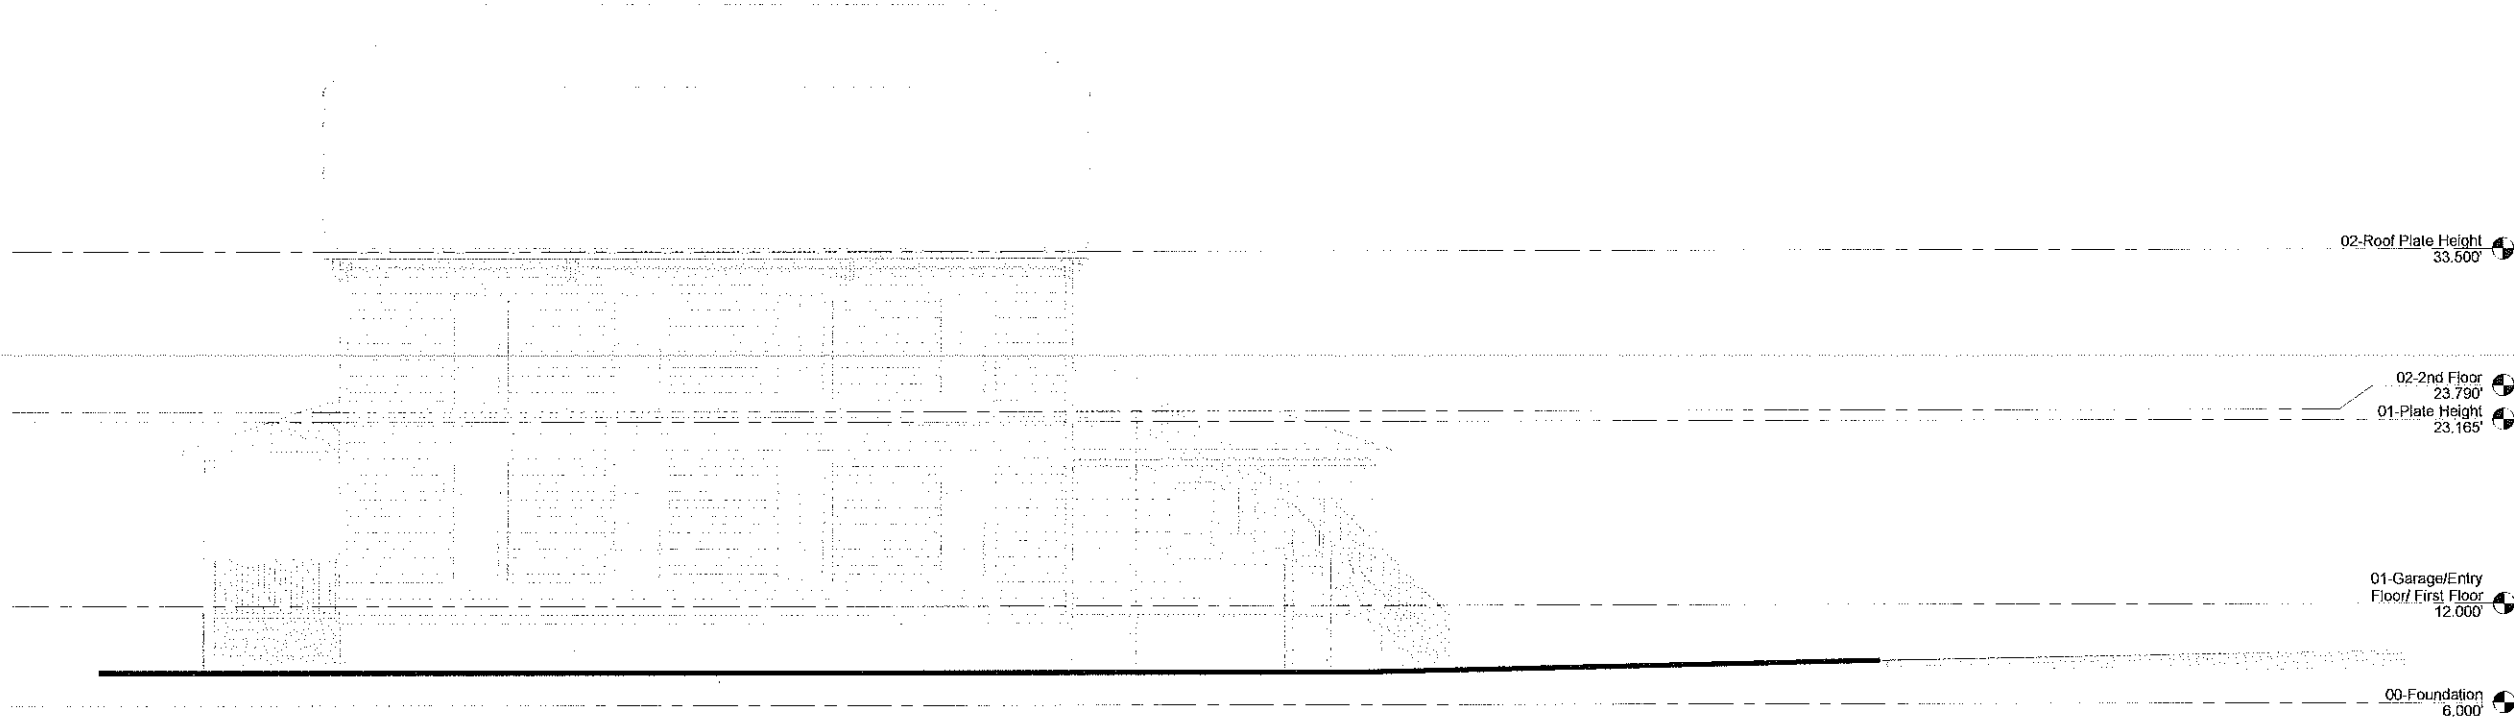 02-Roof Plate Height
33.500'
02-2nd Floor
23.790'
01-Plate Height
23.165'
01-Garage/Entry
Floor/ First Floor
12.000'
00-Foundation
6.000'